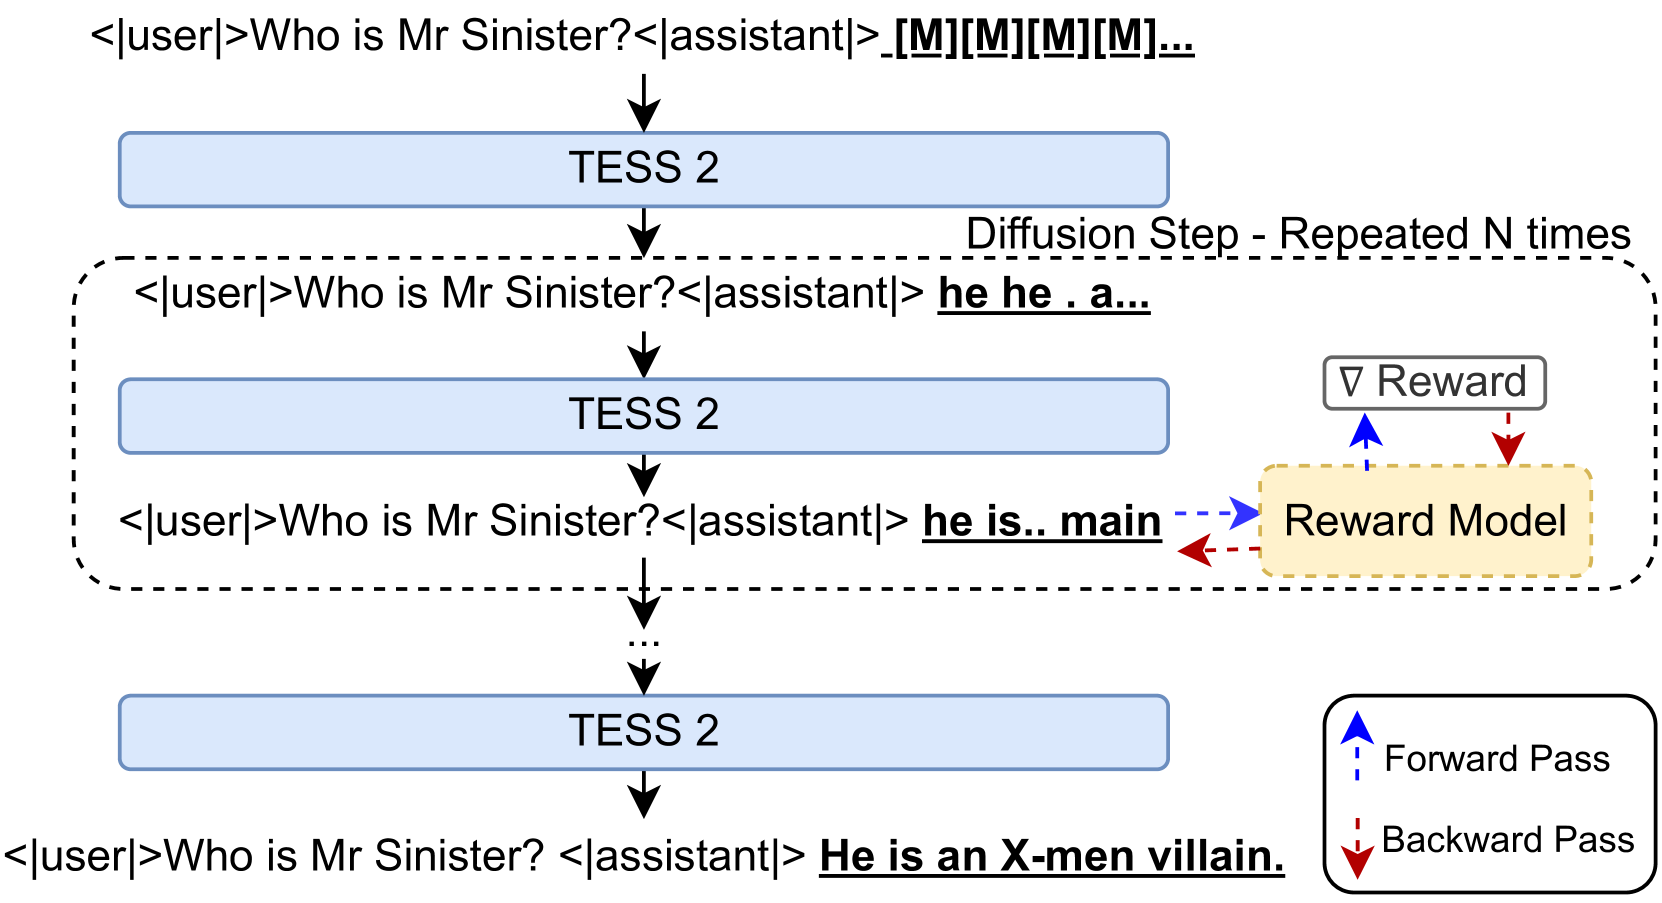 <|user|>Who is Mr Sinister?<|assistant|> [M][M][M][M]...
TESS 2
Diffusion Step - Repeated N times
<|user|>Who is Mr Sinister?<|assistant|> he he . a...
∇ Reward
TESS 2
<|user|>Who is Mr Sinister?<|assistant|> he is.. main
Reward Model
...
TESS 2
Forward Pass
Backward Pass
<|user|>Who is Mr Sinister? <|assistant|> He is an X-men villain.